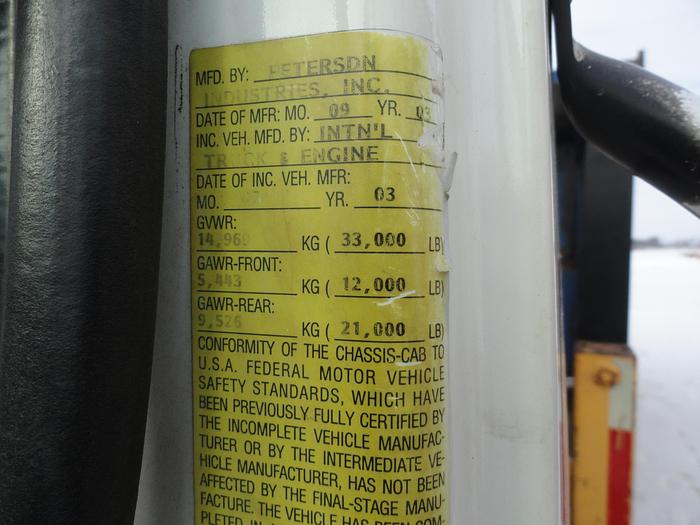 MFD. BY: PETERSON
INDUSTRIES, INC.
DATE OF MFR: MO. 09 YR. 03
INC. VEH. MFD. BY: INTN'L
TRUCK & ENGINE
DATE OF INC. VEH. MFR:
MO. YR. 03
GVWR:
14,969 KG ( 33,000 LB)
GAWR-FRONT:
5,443 KG ( 12,000 LB)
GAWR-REAR:
9,526 KG ( 21,000 LB)
CONFORMITY OF THE CHASSIS-CAB TO
U.S.A. FEDERAL MOTOR VEHICLE
SAFETY STANDARDS, WHICH HAVE
BEEN PREVIOUSLY FULLY CERTIFIED BY
THE INCOMPLETE VEHICLE MANUFAC-
TURER OR BY THE INTERMEDIATE VE-
HICLE MANUFACTURER, HAS NOT BEEN
AFFECTED BY THE FINAL-STAGE MANU-
FACTURE. THE VEHICLE HAS BEEN COM-
PLETED IN